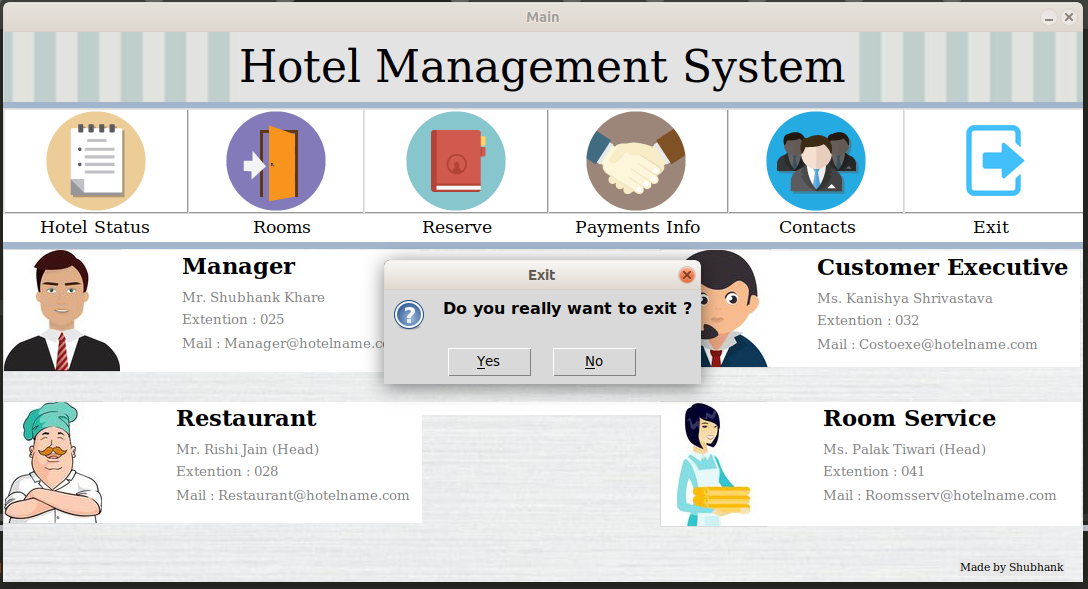 Main
Hotel Management System
Hotel Status
Rooms
Reserve
Payments Info
Contacts
Exit
Manager
Mr. Shubhank Khare
Extention : 025
Mail : Manager@hotelname.c
Customer Executive
Ms. Kanishya Shrivastava
Extention : 032
Mail : Costoexe@hotelname.com
Exit
?
Do you really want to exit ?
Yes
No
Restaurant
Mr. Rishi Jain (Head)
Extention : 028
Mail : Restaurant@hotelname.com
Room Service
Ms. Palak Tiwari (Head)
Extention : 041
Mail : Roomsserv@hotelname.com
Made by Shubhank